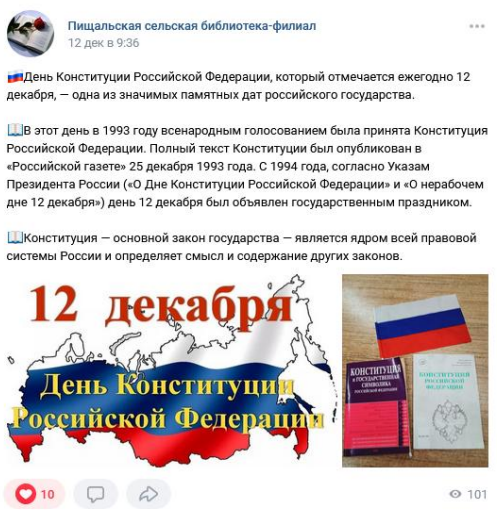 Пищальская сельская библиотека-филиал
12 дек в 9:36
День Конституции Российской Федерации, который отмечается ежегодно 12
декабря, — одна из значимых памятных дат российского государства.
В этот день в 1993 году всенародным голосованием была принята Конституция
Российской Федерации. Полный текст Конституции был опубликован в
«Российской газете» 25 декабря 1993 года. С 1994 года, согласно Указам
Президента России («О Дне Конституции Российской Федерации» и «О нерабочем
дне 12 декабря») день 12 декабря был объявлен государственным праздником.
Конституция — основной закон государства — является ядром всей правовой
системы России и определяет смысл и содержание других законов.
12 декабря
День Конституции
Российской Федерации
КОНСТИТУЦИЯ
и ГОСУДАРСТВЕННАЯ
СИМВОЛИКА
РОССИЙСКОЙ ФЕДЕРАЦИИ
КОНСТИТУЦИЯ
РОССИЙСКОЙ
ФЕДЕРАЦИИ
10
101